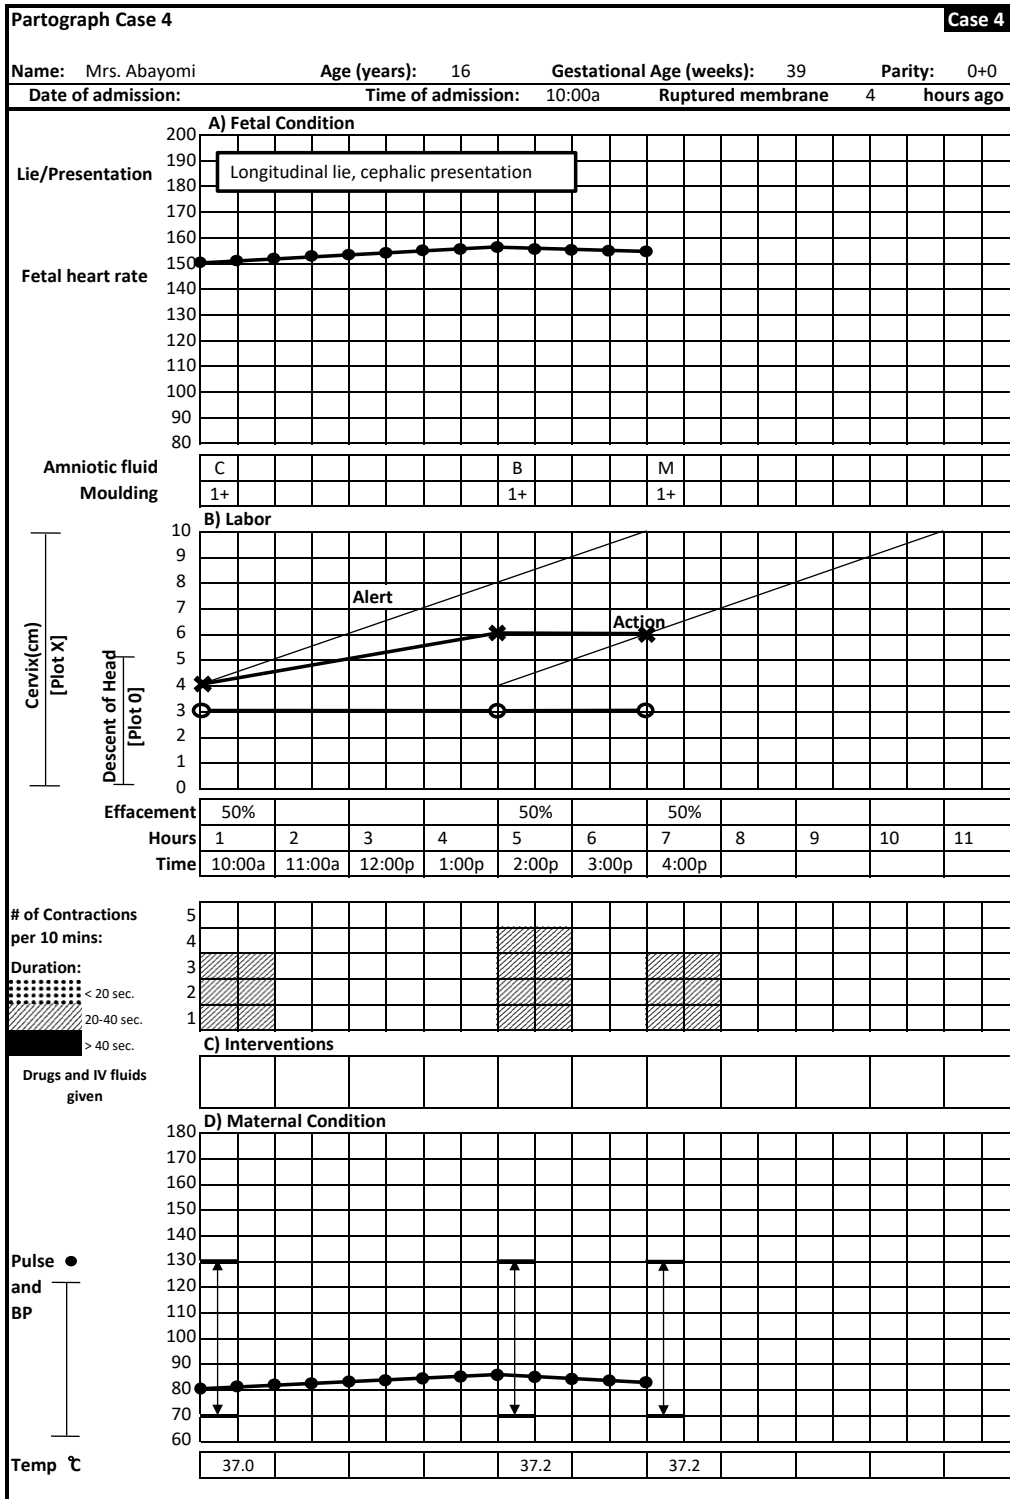 Partograph Case 4 Case 4
Name: Mrs. Abayomi Age (years): 16 Gestational Age (weeks): 39 Parity: 0+0
Date of admission: Time of admission: 10:00a Ruptured membrane 4 hours ago
A) Fetal Condition
200
190
Lie/Presentation 180 Longitudinal lie, cephalic presentation
170
160
150
Fetal heart rate
140
130
120
110
100
90
80
Amniotic fluid C B M
Moulding 1+ 1+ 1+
B) Labor
10
9
8
7 Alert
6 Action
5
4
3
2
1
0
Cervix(cm)
[Plot X]
Descent of Head
[Plot 0]
Effacement 50% 50% 50%
Hours 1 2 3 4 5 6 7 8 9 10 11
Time 10:00a 11:00a 12:00p 1:00p 2:00p 3:00p 4:00p
# of Contractions 5
per 10 mins: 4
Duration: 3
< 20 sec. 2
20-40 sec. 1
> 40 sec.
C) Interventions
Drugs and IV fluids
given
D) Maternal Condition
180
170
160
150
140
Pulse 130
and 120
BP 110
100
90
80
70
60
Temp ℃ 37.0 37.2 37.2